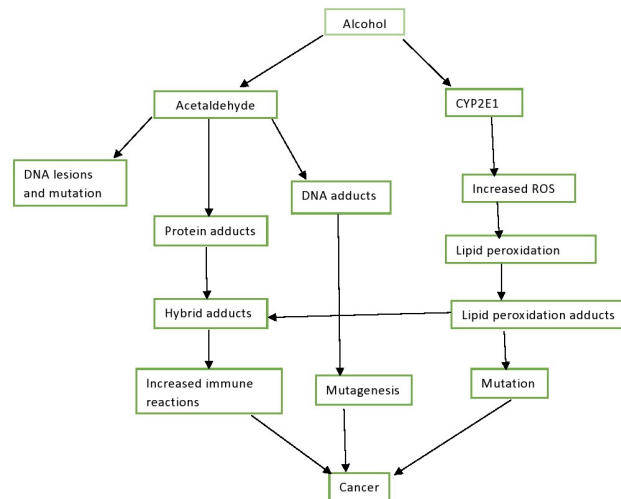 Alcohol
Acetaldehyde
CYP2E1
DNA lesions
and mutation
DNA adducts
Increased ROS
Protein adducts
Lipid peroxidation
Hybrid adducts
Lipid peroxidation adducts
Increased immune
reactions
Mutagenesis
Mutation
Cancer